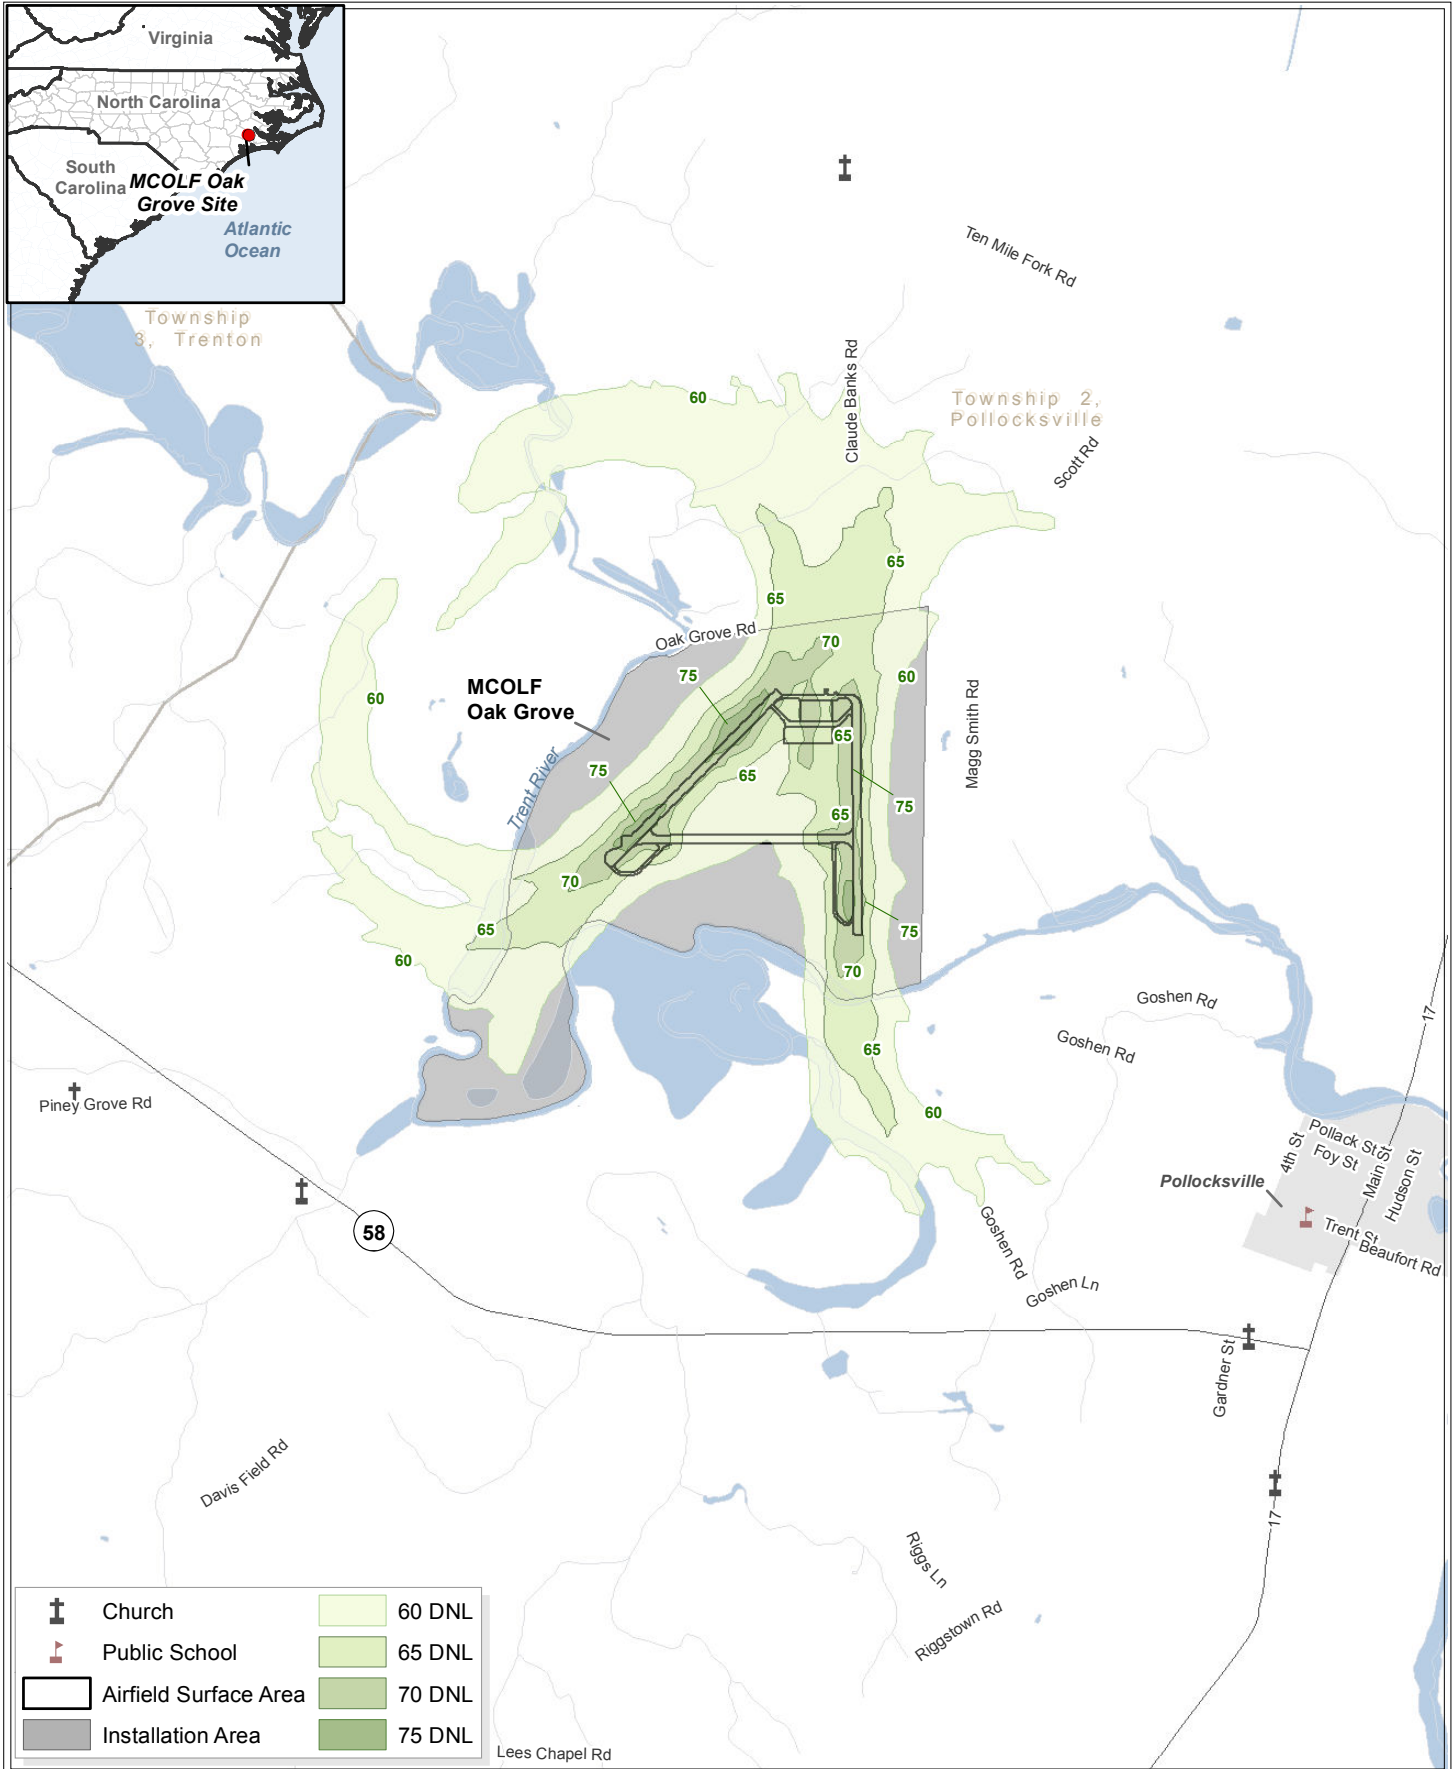 Virginia
North Carolina
South
Carolina
MCOLF Oak
Grove Site
Atlantic
Ocean
Township
3, Trenton
Ten Mile Fork Rd
Claude Banks Rd
Township 2,
Pollocksville
Scott Rd
60
65
65
Oak Grove Rd
70
75
60
60
MCOLF
Oak Grove
Magg Smith Rd
Trent River
65
65
75
75
65
70
65
75
60
70
Goshen Rd
17
Goshen Rd
65
Piney Grove Rd
60
Pollack St
Foy St
4th St
Main St
Hudson St
Pollocksville
Trent St
Beaufort Rd
58
Goshen Rd
Goshen Ln
Gardner St
Davis Field Rd
17
Riggs Ln
Riggstown Rd
Lees Chapel Rd
Church
Public School
Airfield Surface Area
Installation Area
60 DNL
65 DNL
70 DNL
75 DNL